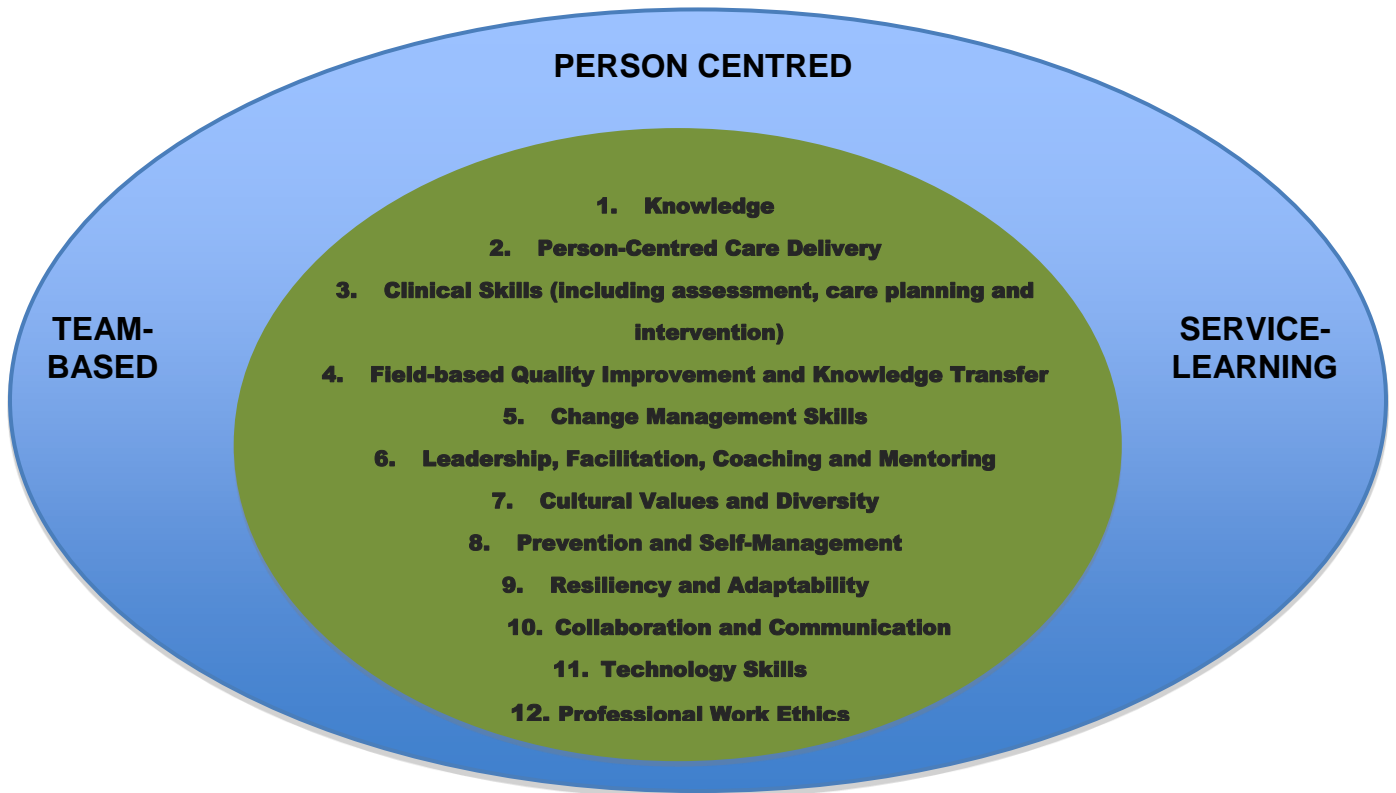 PERSON CENTRED
1. Knowledge
2. Person-Centred Care Delivery
3. Clinical Skills (including assessment, care planning and
intervention)
TEAM-
BASED
SERVICE-
LEARNING
4. Field-based Quality Improvement and Knowledge Transfer
5. Change Management Skills
6. Leadership, Facilitation, Coaching and Mentoring
7. Cultural Values and Diversity
8. Prevention and Self-Management
9. Resiliency and Adaptability
10. Collaboration and Communication
11. Technology Skills
12. Professional Work Ethics